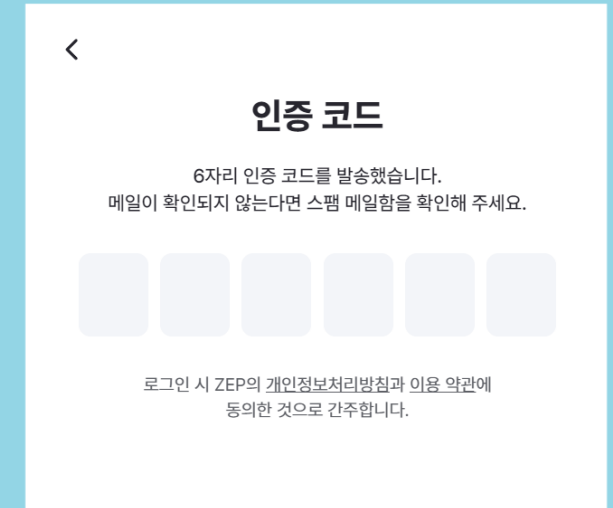 인증 코드
6자리 인증 코드를 발송했습니다.
메일이 확인되지 않는다면 스팸 메일함을 확인해 주세요.
로그인 시 ZEP의 개인정보처리방침과 이용 약관에
동의한 것으로 간주합니다.